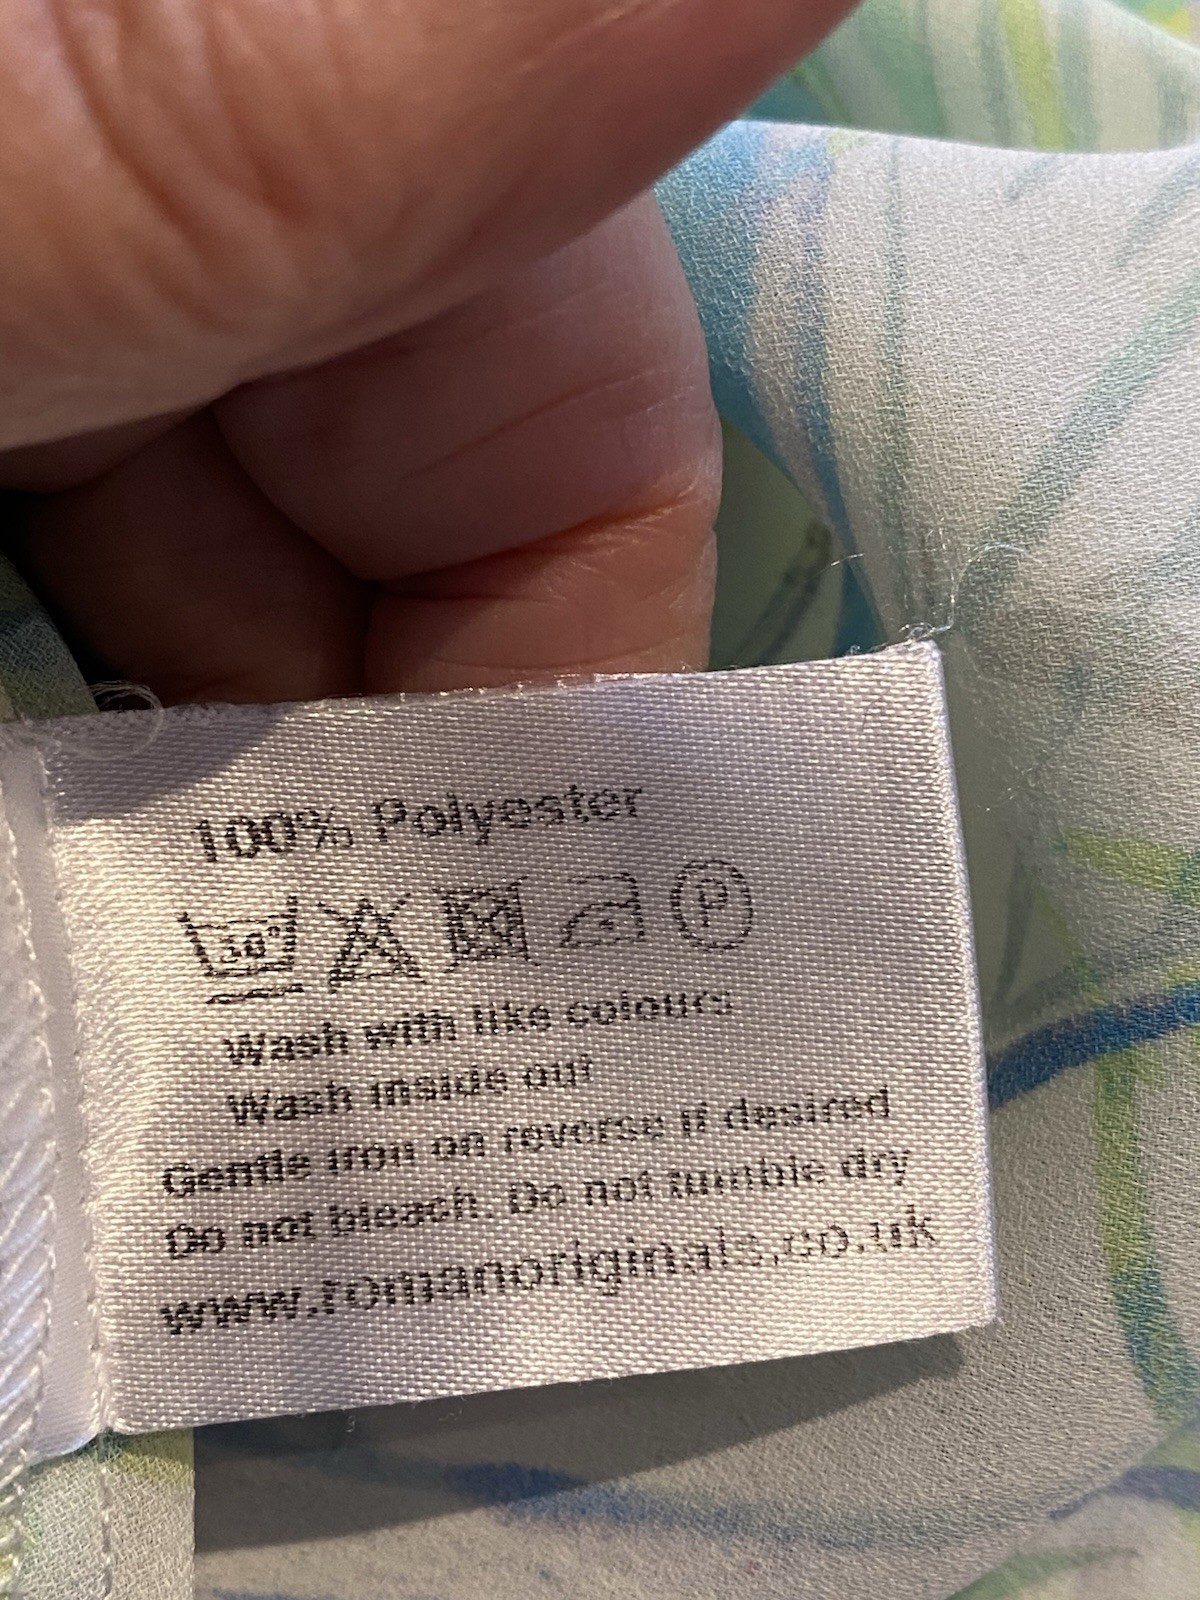 100% Polyester
30° P
Wash with like colours
Wash inside out
Gentle iron on reverse if desired
Do not bleach. Do not tumble dry
www.romanoriginals.co.uk